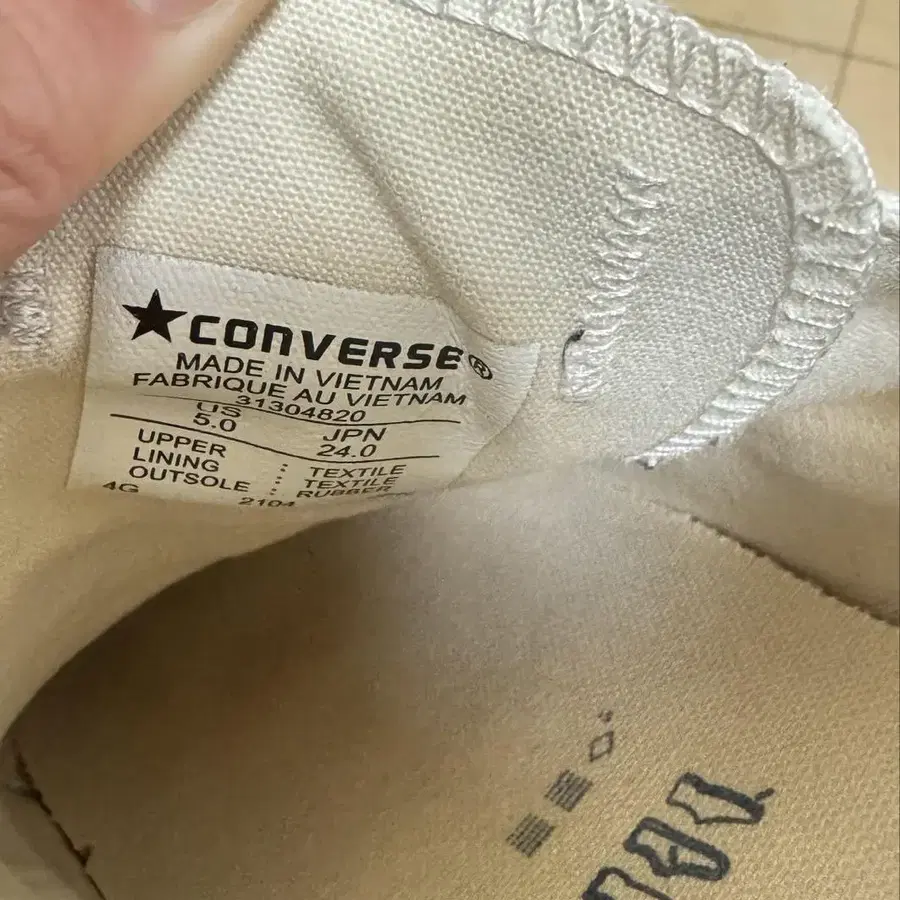 ★CONVERSE®
MADE IN VIETNAM
FABRIQUE AU VIETNAM
31304820
US JPN
5.0 24.0
UPPER : TEXTILE
LINING : TEXTILE
OUTSOLE : RUBBER
4G 2104